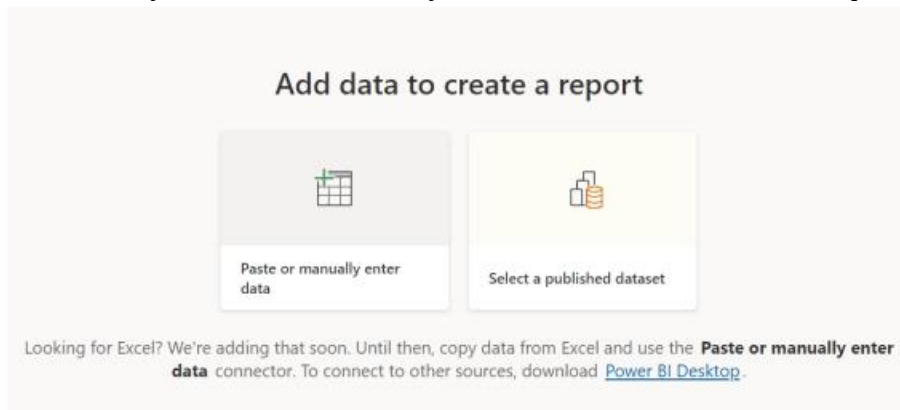 Add data to create a report
Paste or manually enter
data
Select a published dataset
Looking for Excel? We're adding that soon. Until then, copy data from Excel and use the Paste or manually enter
data connector. To connect to other sources, download Power BI Desktop.